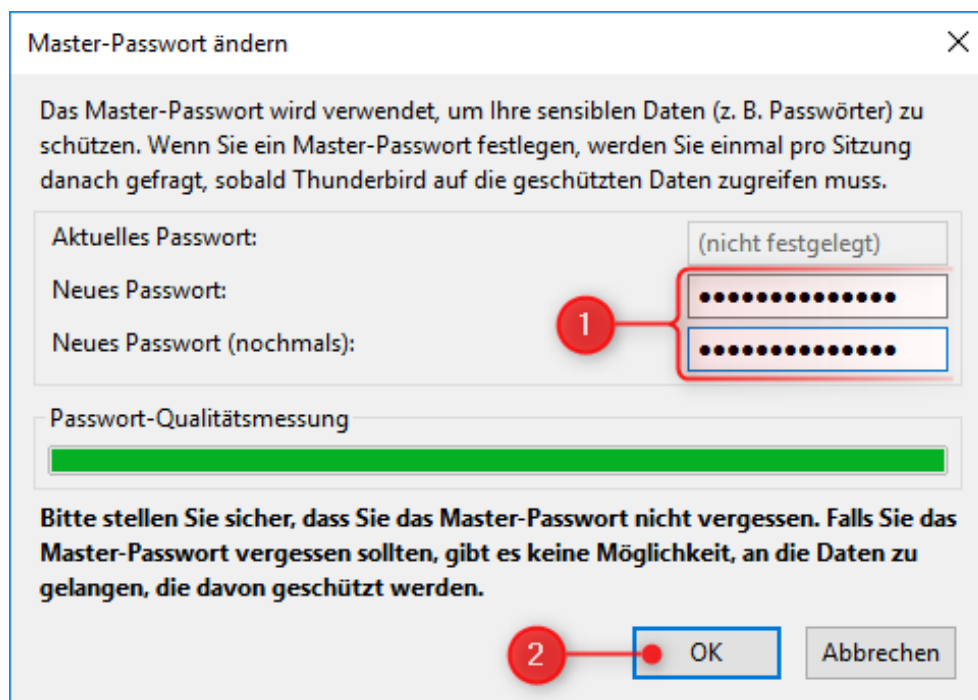 Master-Passwort ändern
Das Master-Passwort wird verwendet, um Ihre sensiblen Daten (z. B. Passwörter) zu
schützen. Wenn Sie ein Master-Passwort festlegen, werden Sie einmal pro Sitzung
danach gefragt, sobald Thunderbird auf die geschützten Daten zugreifen muss.
Aktuelles Passwort:
(nicht festgelegt)
Neues Passwort:
●●●●●●●●●●●●●●
1
Neues Passwort (nochmals):
●●●●●●●●●●●●●●
Passwort-Qualitätsmessung
Bitte stellen Sie sicher, dass Sie das Master-Passwort nicht vergessen. Falls Sie das
Master-Passwort vergessen sollten, gibt es keine Möglichkeit, an die Daten zu
gelangen, die davon geschützt werden.
2
OK
Abbrechen